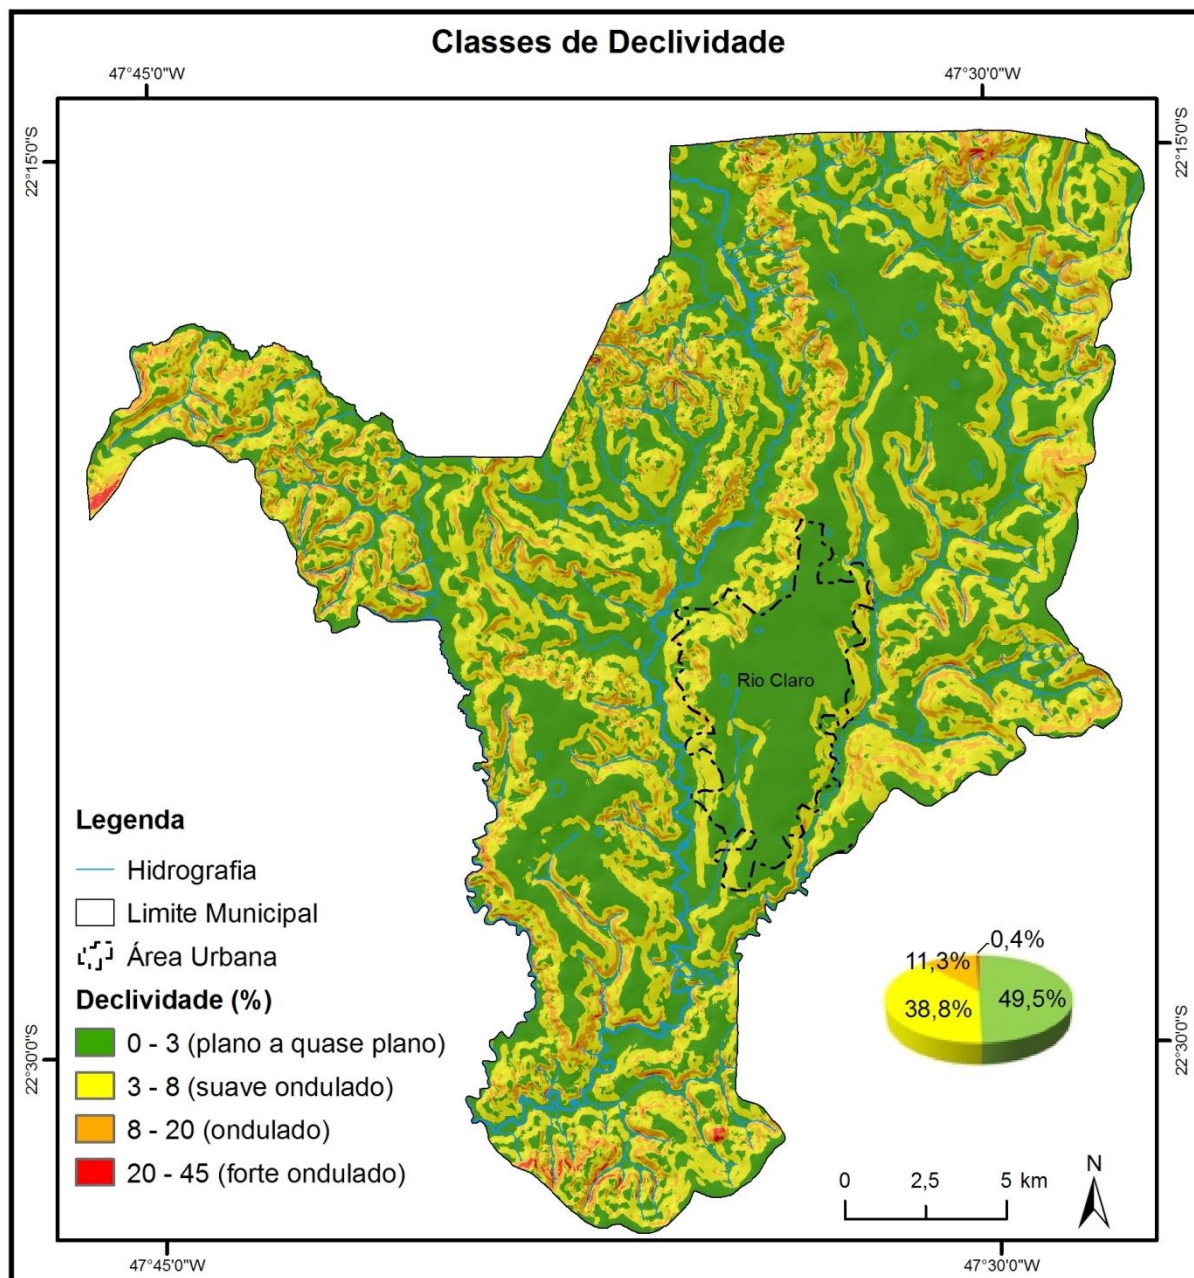 Classes de Declividade
47°45'0"W
47°30'0"W
22°15'0"S
22°15'0"S
Rio Claro
Legenda
Hidrografia
Limite Municipal
Área Urbana
Declividade (%)
0 - 3 (plano a quase plano)
3 - 8 (suave ondulado)
8 - 20 (ondulado)
20 - 45 (forte ondulado)
0,4%
11,3%
38,8%
49,5%
22°30'0"S
22°30'0"S
0 2,5 5 km
N
47°45'0"W
47°30'0"W